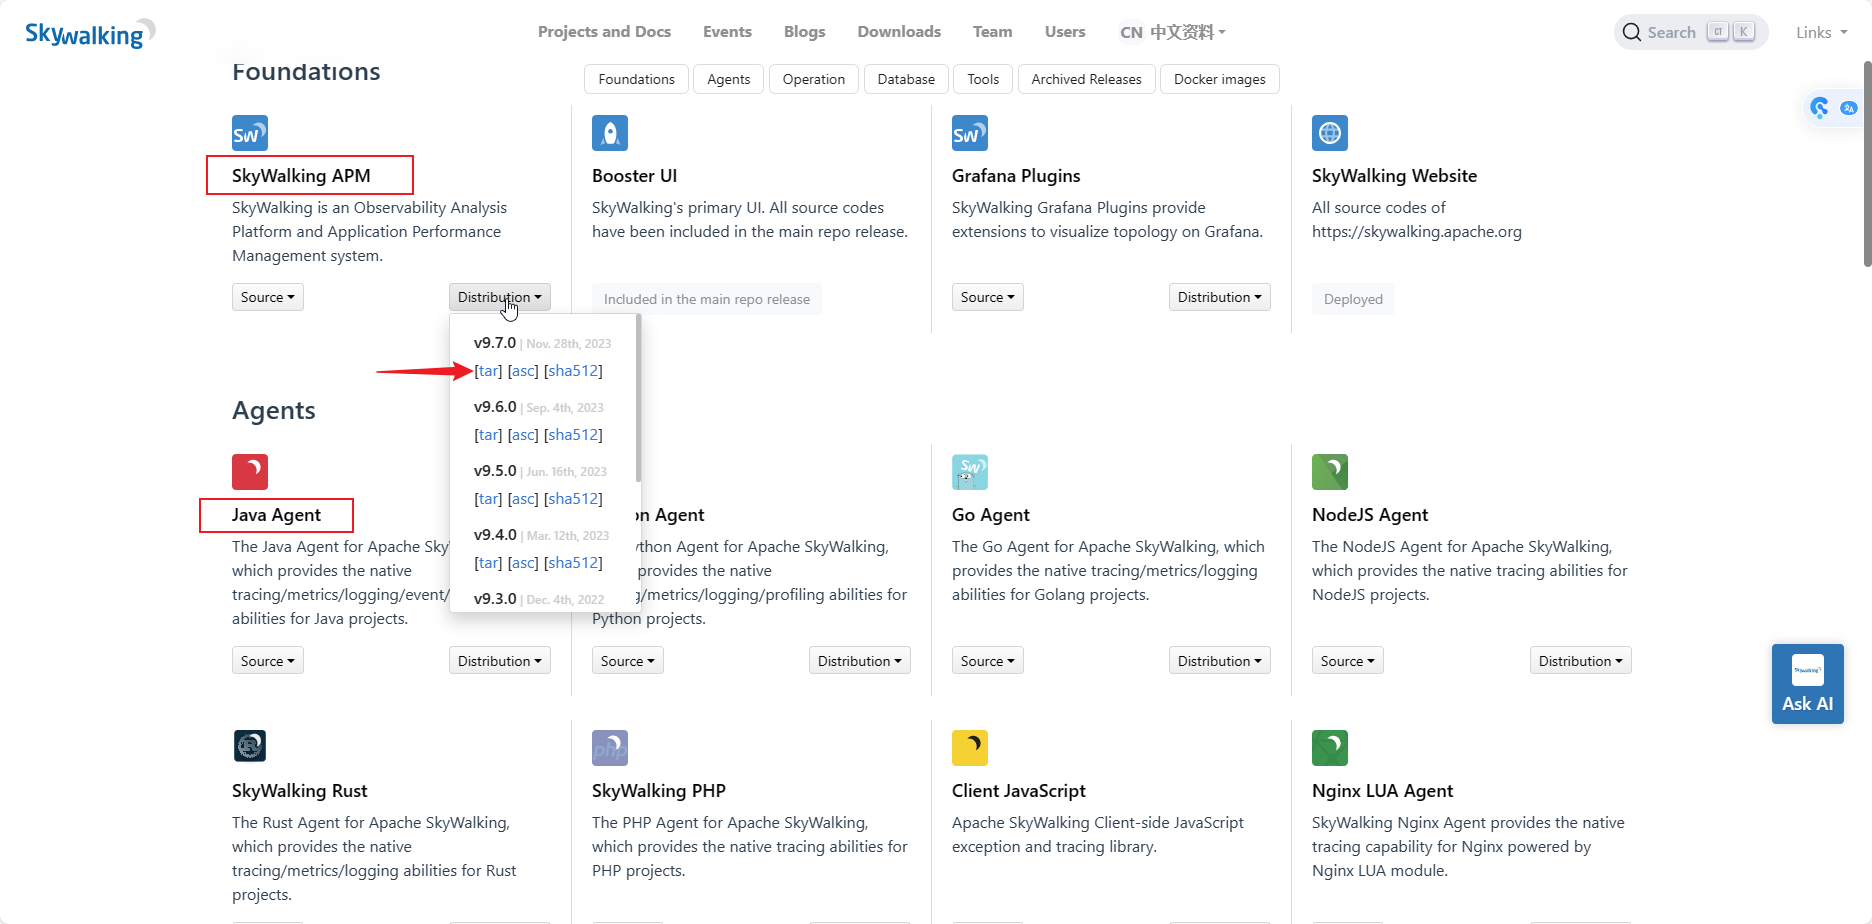 Skywalking
Projects and Docs
Events
Blogs
Downloads
Team
Users
CN 中文资料
Search
K
Links
Foundations
Foundations
Agents
Operation
Database
Tools
Archived Releases
Docker images
SW
SkyWalking APM
SkyWalking is an Observability Analysis
Platform and Application Performance
Management system.
Source
Distribution
Booster UI
SkyWalking's primary UI. All source codes
have been included in the main repo release.
Included in the main repo release
SW
Grafana Plugins
SkyWalking Grafana Plugins provide
extensions to visualize topology on Grafana.
Source
Distribution
SkyWalking Website
All source codes of
https://skywalking.apache.org
Deployed
v9.7.0 | Nov. 28th, 2023
[tar] [asc] [sha512]
v9.6.0 | Sep. 4th, 2023
[tar] [asc] [sha512]
v9.5.0 | Jun. 16th, 2023
[tar] [asc] [sha512]
v9.4.0 | Mar. 12th, 2023
[tar] [asc] [sha512]
v9.3.0 | Dec. 4th, 2022
Agents
Java Agent
The Java Agent for Apache Sky
which provides the native
tracing/metrics/logging/event/
abilities for Java projects.
Source
Distribution
on Agent
ython Agent for Apache SkyWalking,
provides the native
g/metrics/logging/profiling abilities for
Python projects.
Source
Distribution
SW
Go Agent
The Go Agent for Apache SkyWalking, which
provides the native tracing/metrics/logging
abilities for Golang projects.
Source
Distribution
NodeJS Agent
The NodeJS Agent for Apache SkyWalking,
which provides the native tracing abilities for
NodeJS projects.
Source
Distribution
Skywalking
Ask AI
SkyWalking Rust
The Rust Agent for Apache SkyWalking,
which provides the native
tracing/metrics/logging abilities for Rust
projects.
php
SkyWalking PHP
The PHP Agent for Apache SkyWalking,
which provides the native tracing abilities for
PHP projects.
Client JavaScript
Apache SkyWalking Client-side JavaScript
exception and tracing library.
Nginx LUA Agent
SkyWalking Nginx Agent provides the native
tracing capability for Nginx powered by
Nginx LUA module.